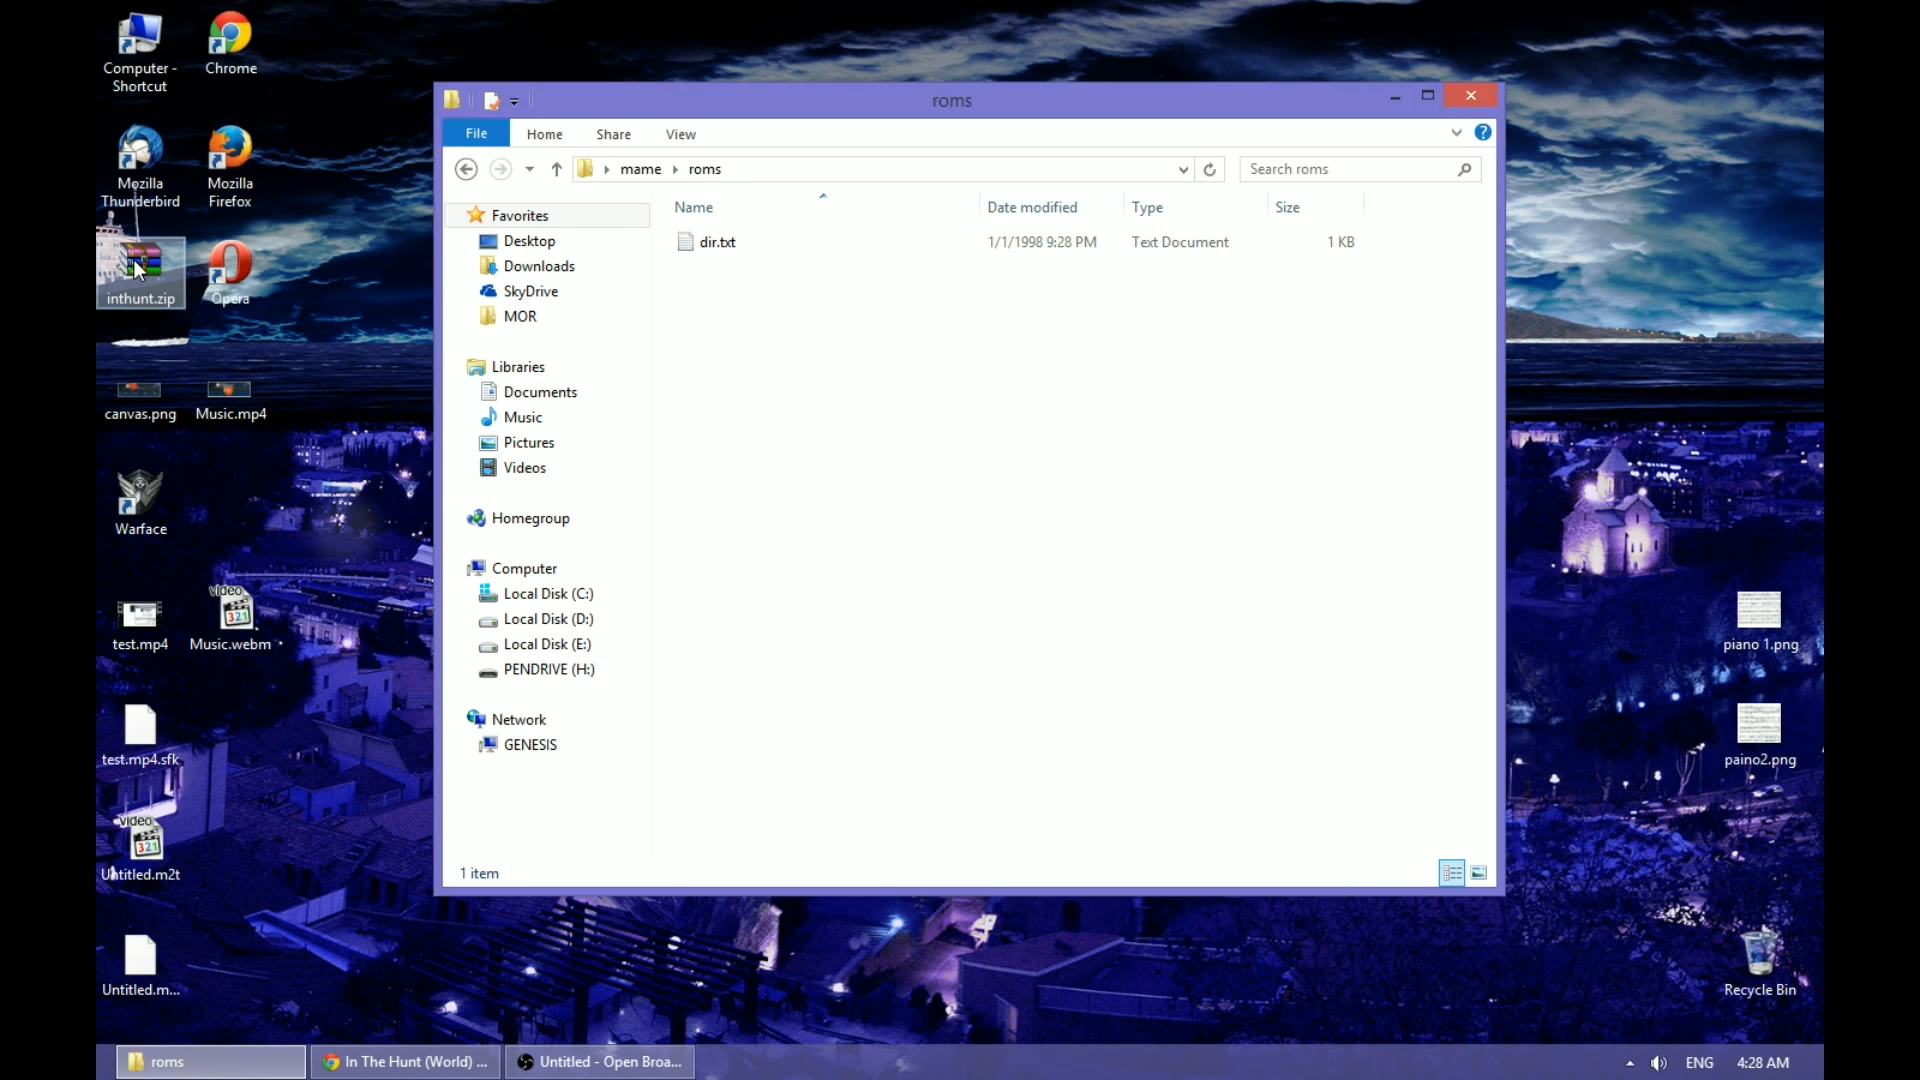 Computer -
Shortcut
Chrome
Mozilla
Thunderbird
Mozilla
Firefox
inthunt.zip
Opera
canvas.png
Music.mp4
Warface
test.mp4
video
321
Music.webm
test.mp4.sfk
video
321
Untitled.m2t
Untitled.m...
roms
File
Home
Share
View
?
mame
roms
Search roms
Name
Date modified
Type
Size
dir.txt
1/1/1998 9:28 PM
Text Document
1 KB
Favorites
Desktop
Downloads
SkyDrive
MOR
Libraries
Documents
Music
Pictures
Videos
Homegroup
Computer
Local Disk (C:)
Local Disk (D:)
Local Disk (E:)
PENDRIVE (H:)
Network
GENESIS
1 item
piano 1.png
paino2.png
Recycle Bin
roms
In The Hunt (World) ...
Untitled - Open Broa...
ENG
4:28 AM